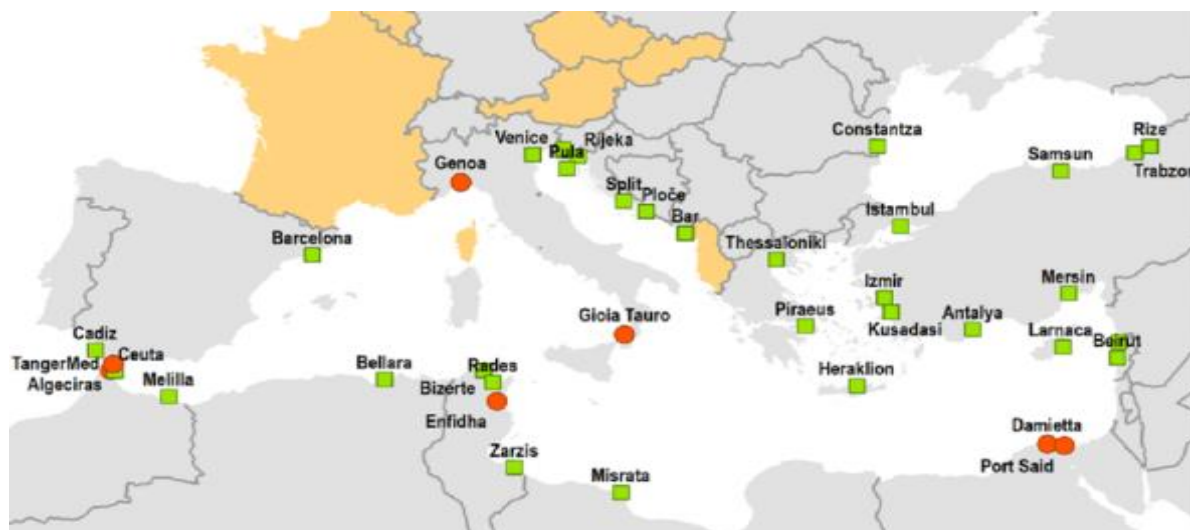 Constantza
Rize
Venice
Rijeka
Pula
Genoa
Samsun
Trabzon
Split
Ploče
Bar
Istambul
Barcelona
Thessaloniki
Izmir
Mersin
Gioia Tauro
Piraeus
Kusadasi
Antalya
Larnaca
Beirut
Cadiz
TangerMed
Ceuta
Algeciras
Melilla
Bellara
Rades
Bizerte
Enfidha
Heraklion
Zarzis
Misrata
Damietta
Port Said